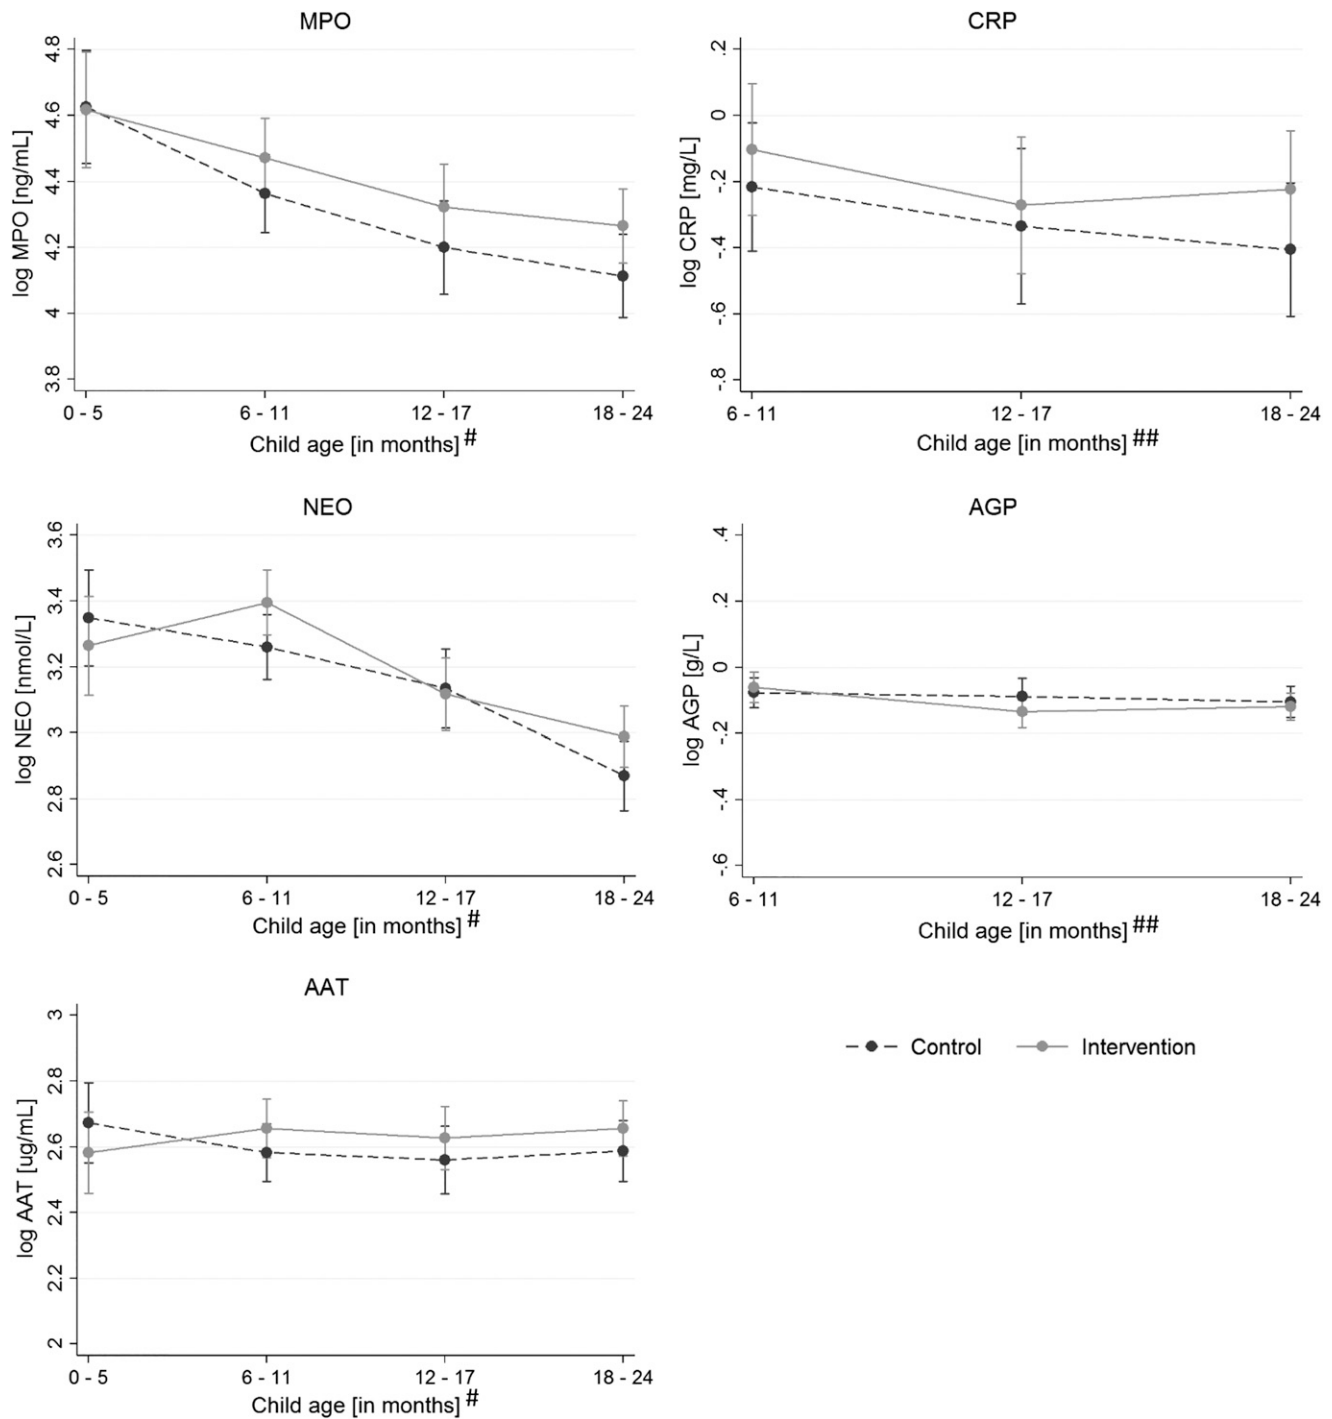 MPO
log MPO [ng/mL]
4.8
4.6
4.4
4.2
4
3.8
0 - 5
6 - 11
12 - 17
18 - 24
Child age [in months] #
CRP
log CRP [mg/L]
.2
0
-.2
-.4
-.6
-.8
6 - 11
12 - 17
18 - 24
Child age [in months] ##
NEO
log NEO [nmol/L]
3.6
3.4
3.2
3
2.8
2.6
0 - 5
6 - 11
12 - 17
18 - 24
Child age [in months] #
AGP
log AGP [g/L]
.4
.2
0
-.2
-.4
-.6
6 - 11
12 - 17
18 - 24
Child age [in months] ##
AAT
log AAT [ug/mL]
3
2.8
2.6
2.4
2.2
2
0 - 5
6 - 11
12 - 17
18 - 24
Child age [in months] #
Control
Intervention